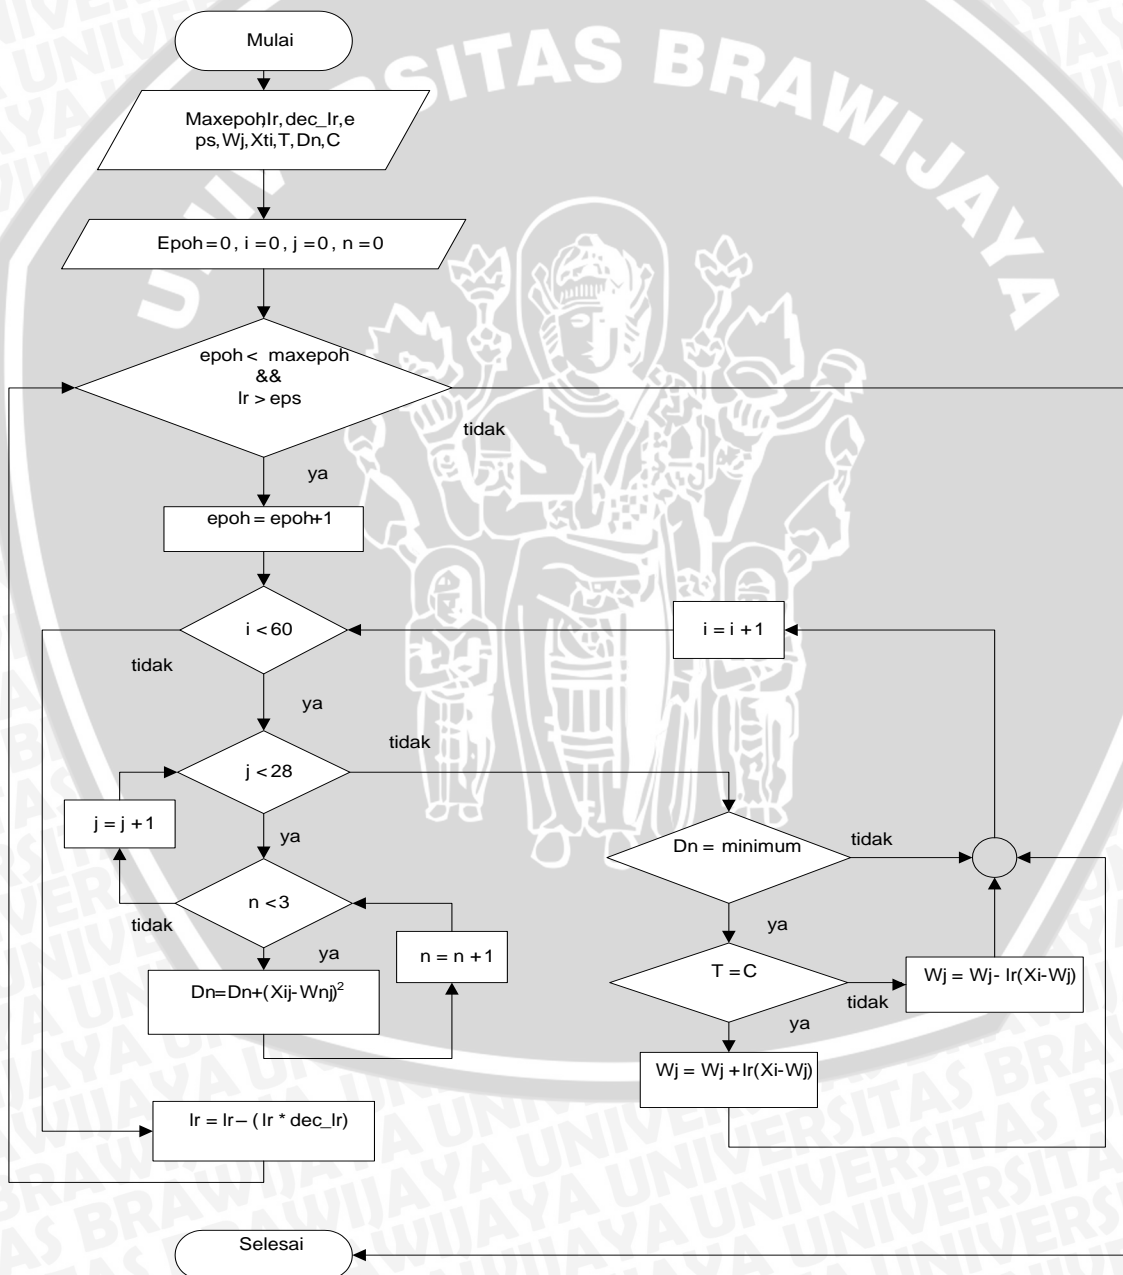 UNIVERSITAS BRAWIJAYA
Mulai
Maxepoh,lr, dec_lr, e
ps, Wj, Xti, T, Dn, C
Epoh = 0 , i = 0 , j = 0 , n = 0
epoh < maxepoh
&&
lr > eps
tidak
ya
epoh = epoh+1
i < 60
i = i + 1
tidak
ya
tidak
j < 28
j = j + 1
ya
Dn = minimum
tidak
n < 3
tidak
ya
n = n + 1
ya
Dn=Dn+(Xij-Wnj)²
T = C
tidak
Wj = Wj - lr(Xi-Wj)
ya
Wj = Wj + lr(Xi-Wj)
lr = lr – ( lr * dec_lr)
Selesai